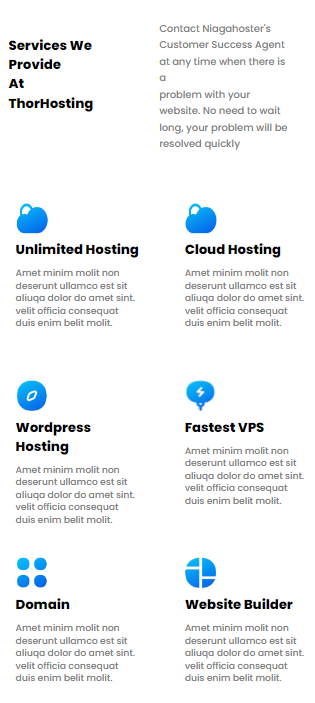 Services We
Provide
At
ThorHosting
Contact Niagahoster's
Customer Success Agent
at any time when there is
a
problem with your
website. No need to wait
long, your problem will be
resolved quickly
Unlimited Hosting
Amet minim molit non
deserunt ullamco est sit
aliuqa dolor do amet sint.
velit officia consequat
duis enim belit molit.
Cloud Hosting
Amet minim molit non
deserunt ullamco est sit
aliuqa dolor do amet sint.
velit officia consequat
duis enim belit molit.
Wordpress
Hosting
Amet minim molit non
deserunt ullamco est sit
aliuqa dolor do amet sint.
velit officia consequat
duis enim belit molit.
Fastest VPS
Amet minim molit non
deserunt ullamco est sit
aliuqa dolor do amet sint.
velit officia consequat
duis enim belit molit.
Domain
Amet minim molit non
deserunt ullamco est sit
aliuqa dolor do amet sint.
velit officia consequat
duis enim belit molit.
Website Builder
Amet minim molit non
deserunt ullamco est sit
aliuqa dolor do amet sint.
velit officia consequat
duis enim belit molit.